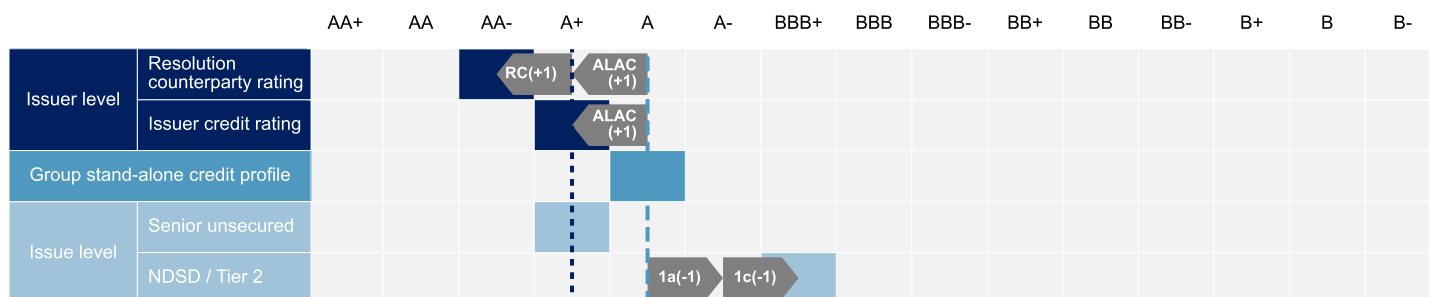 AA+ AA AA- A+ A A- BBB+ BBB BBB- BB+ BB BB- B+ B B-
Issuer level
Resolution
counterparty rating
RC(+1)
ALAC
(+1)
Issuer credit rating
ALAC
(+1)
Group stand-alone credit profile
Issue level
Senior unsecured
NDSD / Tier 2
1a(-1)
1c(-1)